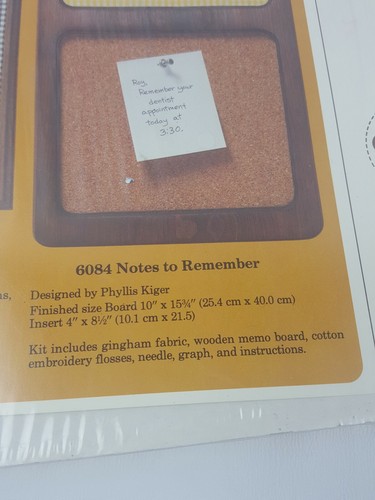 Roy,
Remember your
dentist
appointment
today at
3:30.
6084 Notes to Remember
ns,
Designed by Phyllis Kiger
Finished size Board 10" x 15¾" (25.4 cm x 40.0 cm)
Insert 4" x 8½" (10.1 cm x 21.5)
Kit includes gingham fabric, wooden memo board, cotton
embroidery flosses, needle, graph, and instructions.